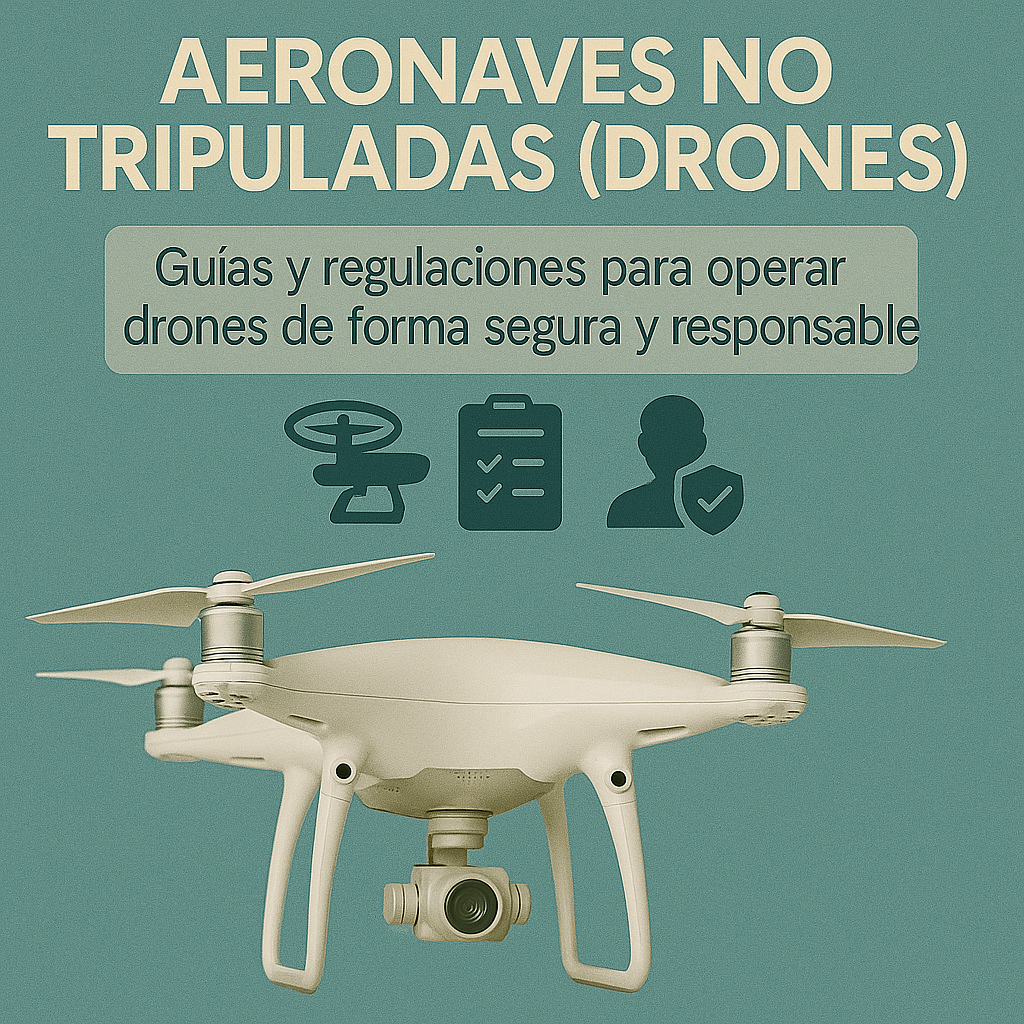 AERONAVES NO
TRIPULADAS (DRONES)
Guías y regulaciones para operar
drones de forma segura y responsable